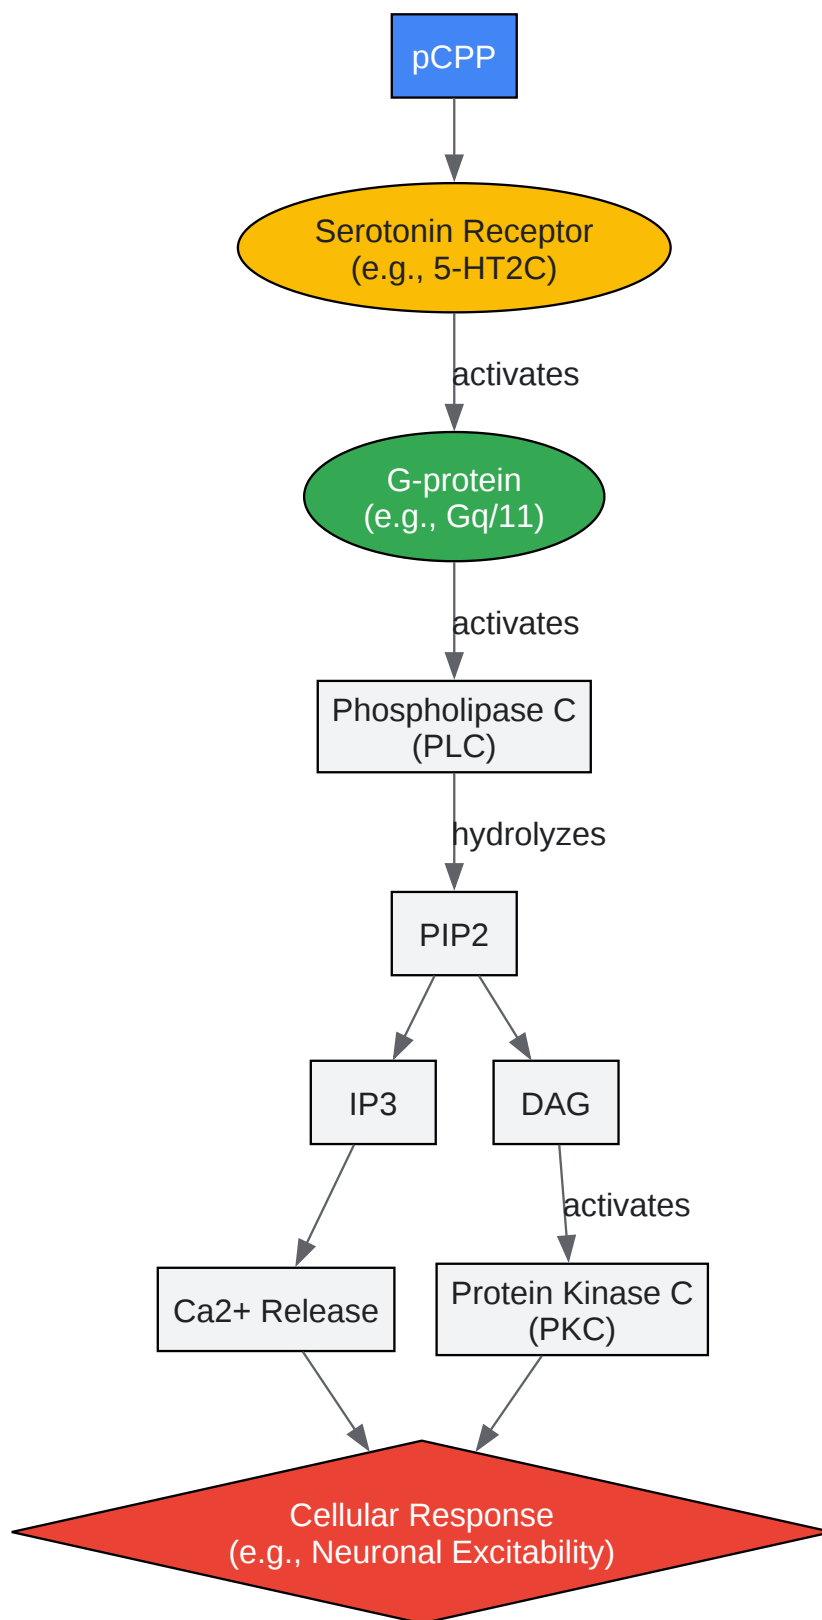 pCPP
Serotonin Receptor
(e.g., 5-HT2C)
activates
G-protein
(e.g., Gq/11)
activates
Phospholipase C
(PLC)
hydrolyzes
PIP2
IP3
DAG
activates
Ca2+ Release
Protein Kinase C
(PKC)
Cellular Response
(e.g., Neuronal Excitability)